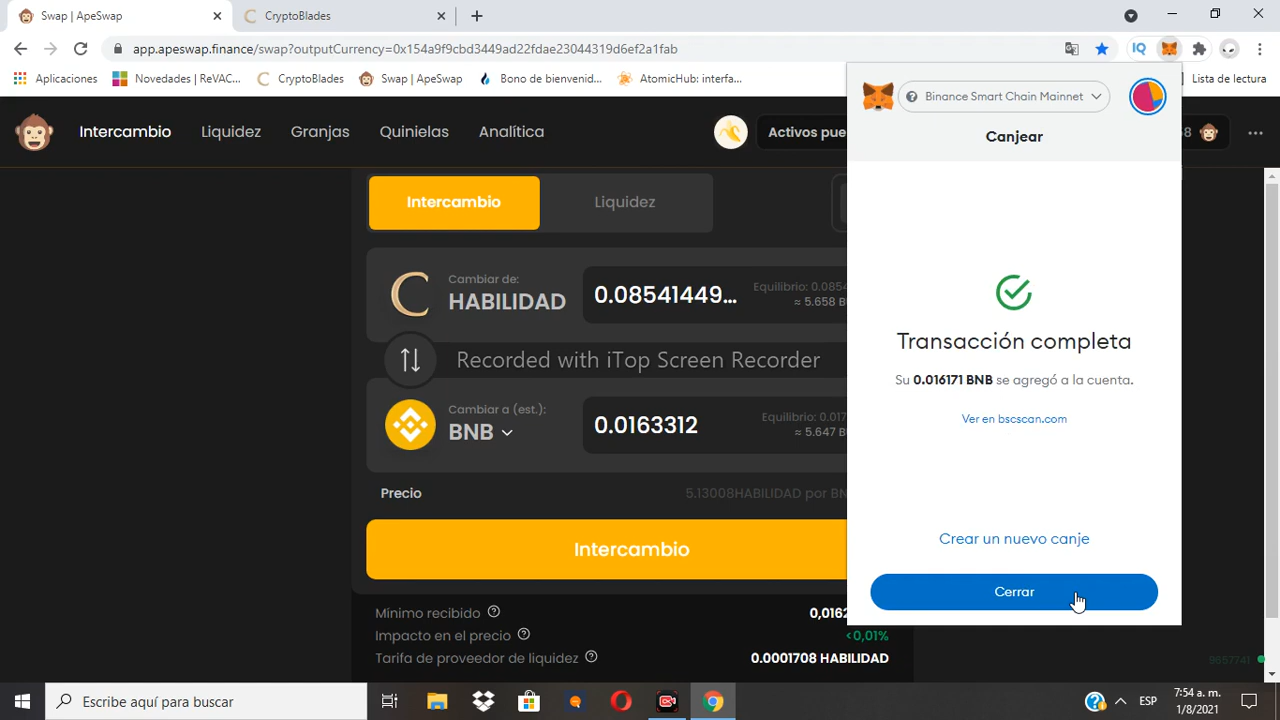 Swap | ApeSwap
CryptoBlades
app.apeswap.finance/swap?outputCurrency=0x154a9f9cbd3449ad22fdae23044319d6ef2a1fab
IQ
Aplicaciones
Novedades | ReVAC...
CryptoBlades
Swap | ApeSwap
Bono de bienvenid...
AtomicHub: interfa...
Lista de lectura
Intercambio
Liquidez
Granjas
Quinielas
Analítica
Activos pue
8
Binance Smart Chain Mainnet
Canjear
Intercambio
Liquidez
Cambiar de:
HABILIDAD
0.08541449...
Equilibrio: 0.0854
≈ 5.658 B
Recorded with iTop Screen Recorder
Cambiar a (est.):
BNB
0.0163312
Equilibrio: 0.017
≈ 5.647 B
Precio
5.13008HABILIDAD por BN
Intercambio
Mínimo recibido
0,0162
Impacto en el precio
<0,01%
Tarifa de proveedor de liquidez
0.0001708 HABILIDAD
Transacción completa
Su 0.016171 BNB se agregó a la cuenta.
Ver en bscscan.com
Crear un nuevo canje
Cerrar
9657741
Escribe aquí para buscar
ESP
7:54 a. m.
1/8/2021